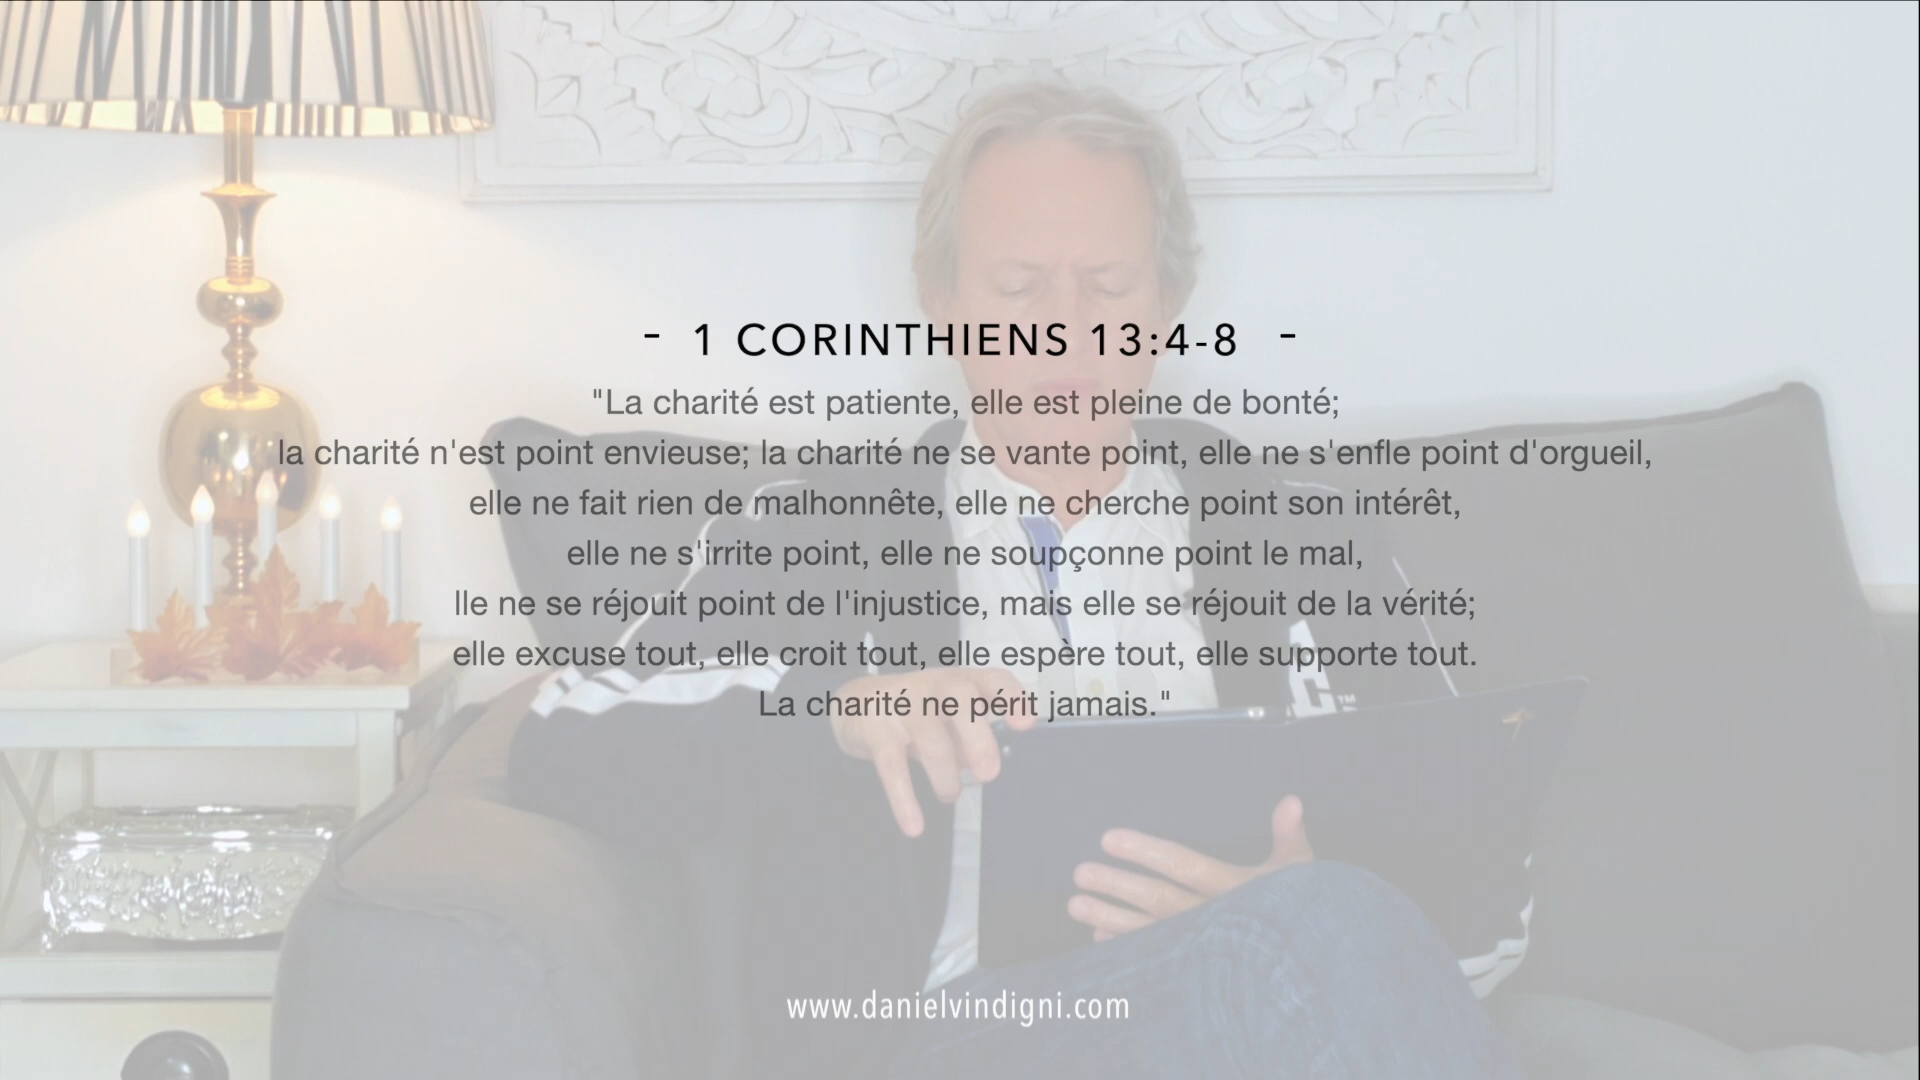 - 1 CORINTHIENS 13:4-8 -
"La charité est patiente, elle est pleine de bonté;
la charité n'est point envieuse; la charité ne se vante point, elle ne s'enfle point d'orgueil,
elle ne fait rien de malhonnête, elle ne cherche point son intérêt,
elle ne s'irrite point, elle ne soupçonne point le mal,
lle ne se réjouit point de l'injustice, mais elle se réjouit de la vérité;
elle excuse tout, elle croit tout, elle espère tout, elle supporte tout.
La charité ne périt jamais."
www.danielvindigni.com